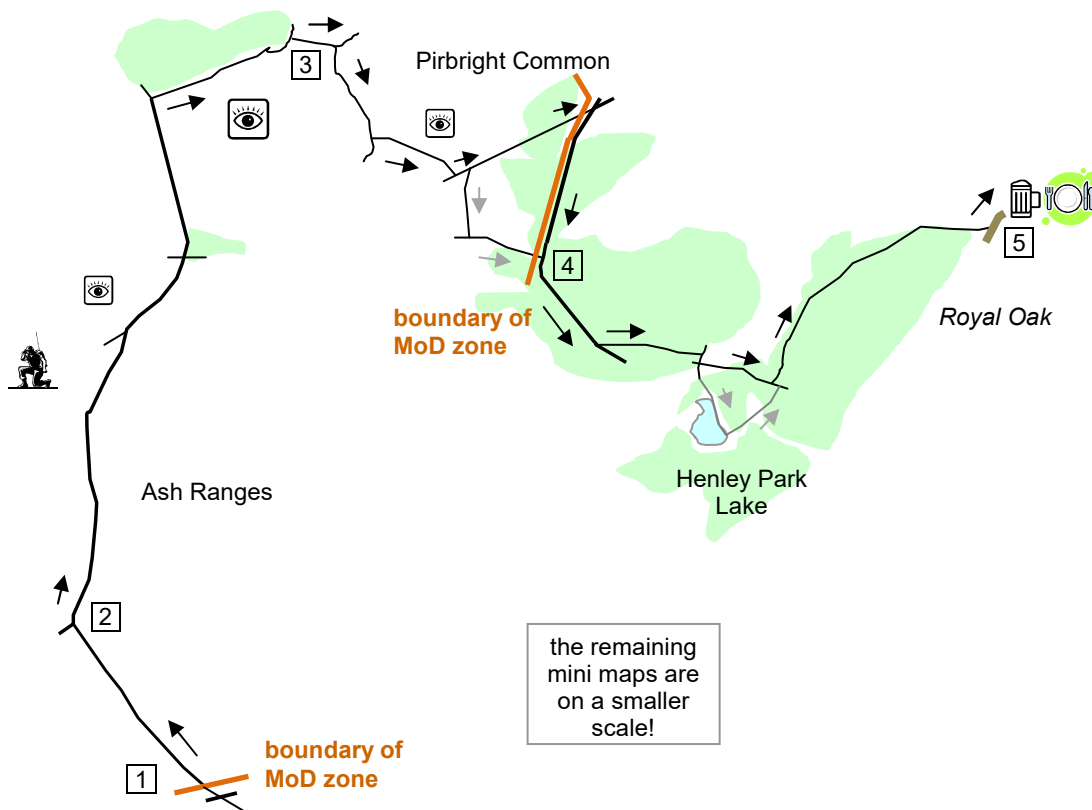 3
Pirbright Common
5
4
boundary of
MoD zone
Royal Oak
Ash Ranges
Henley Park
Lake
2
the remaining
mini maps are
on a smaller
scale!
1
boundary of
MoD zone